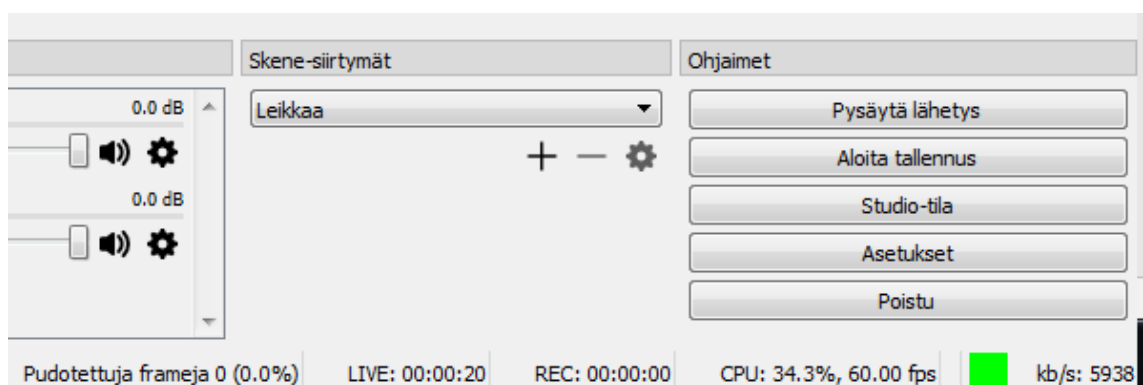 Skene-siirtymät
Ohjaimet
0.0 dB
Leikkaa
Pysäytä lähetys
Aloita tallennus
0.0 dB
Studio-tila
Asetukset
Poistu
Pudotettuja frameja 0 (0.0%)
LIVE: 00:00:20
REC: 00:00:00
CPU: 34.3%, 60.00 fps
kb/s: 5938